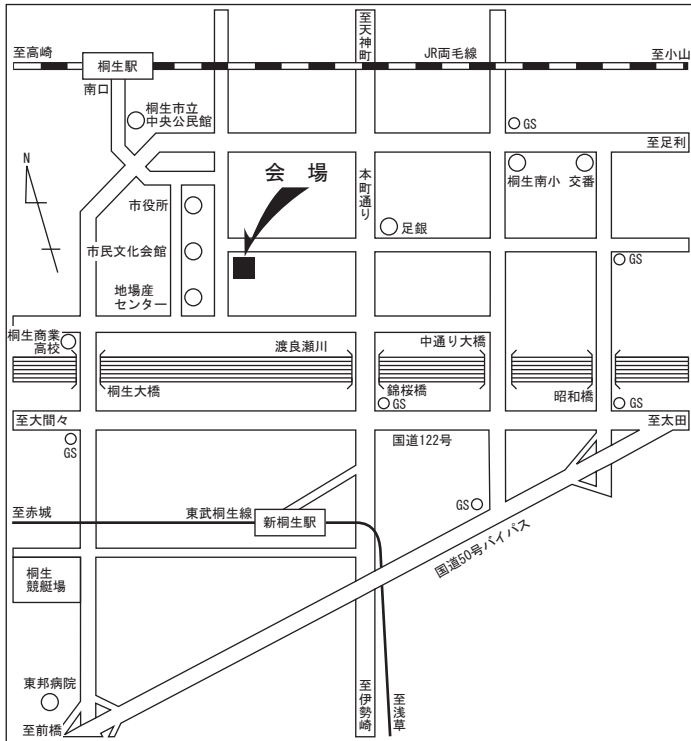 至高崎
桐生駅
至天神町
JR両毛線
至小山
南口
桐生市立
中央公民館
GS
至足利
N
会 場
本町通り
桐生南小
交番
市役所
足銀
市民文化会館
GS
地場産
センター
桐生商業
高校
渡良瀬川
中通り大橋
桐生大橋
錦桜橋
昭和橋
GS
GS
至大間々
至太田
GS
国道122号
GS
至赤城
東武桐生線
新桐生駅
国道50号バイパス
桐生
競艇場
東邦病院
至前橋
至伊勢崎
至浅草